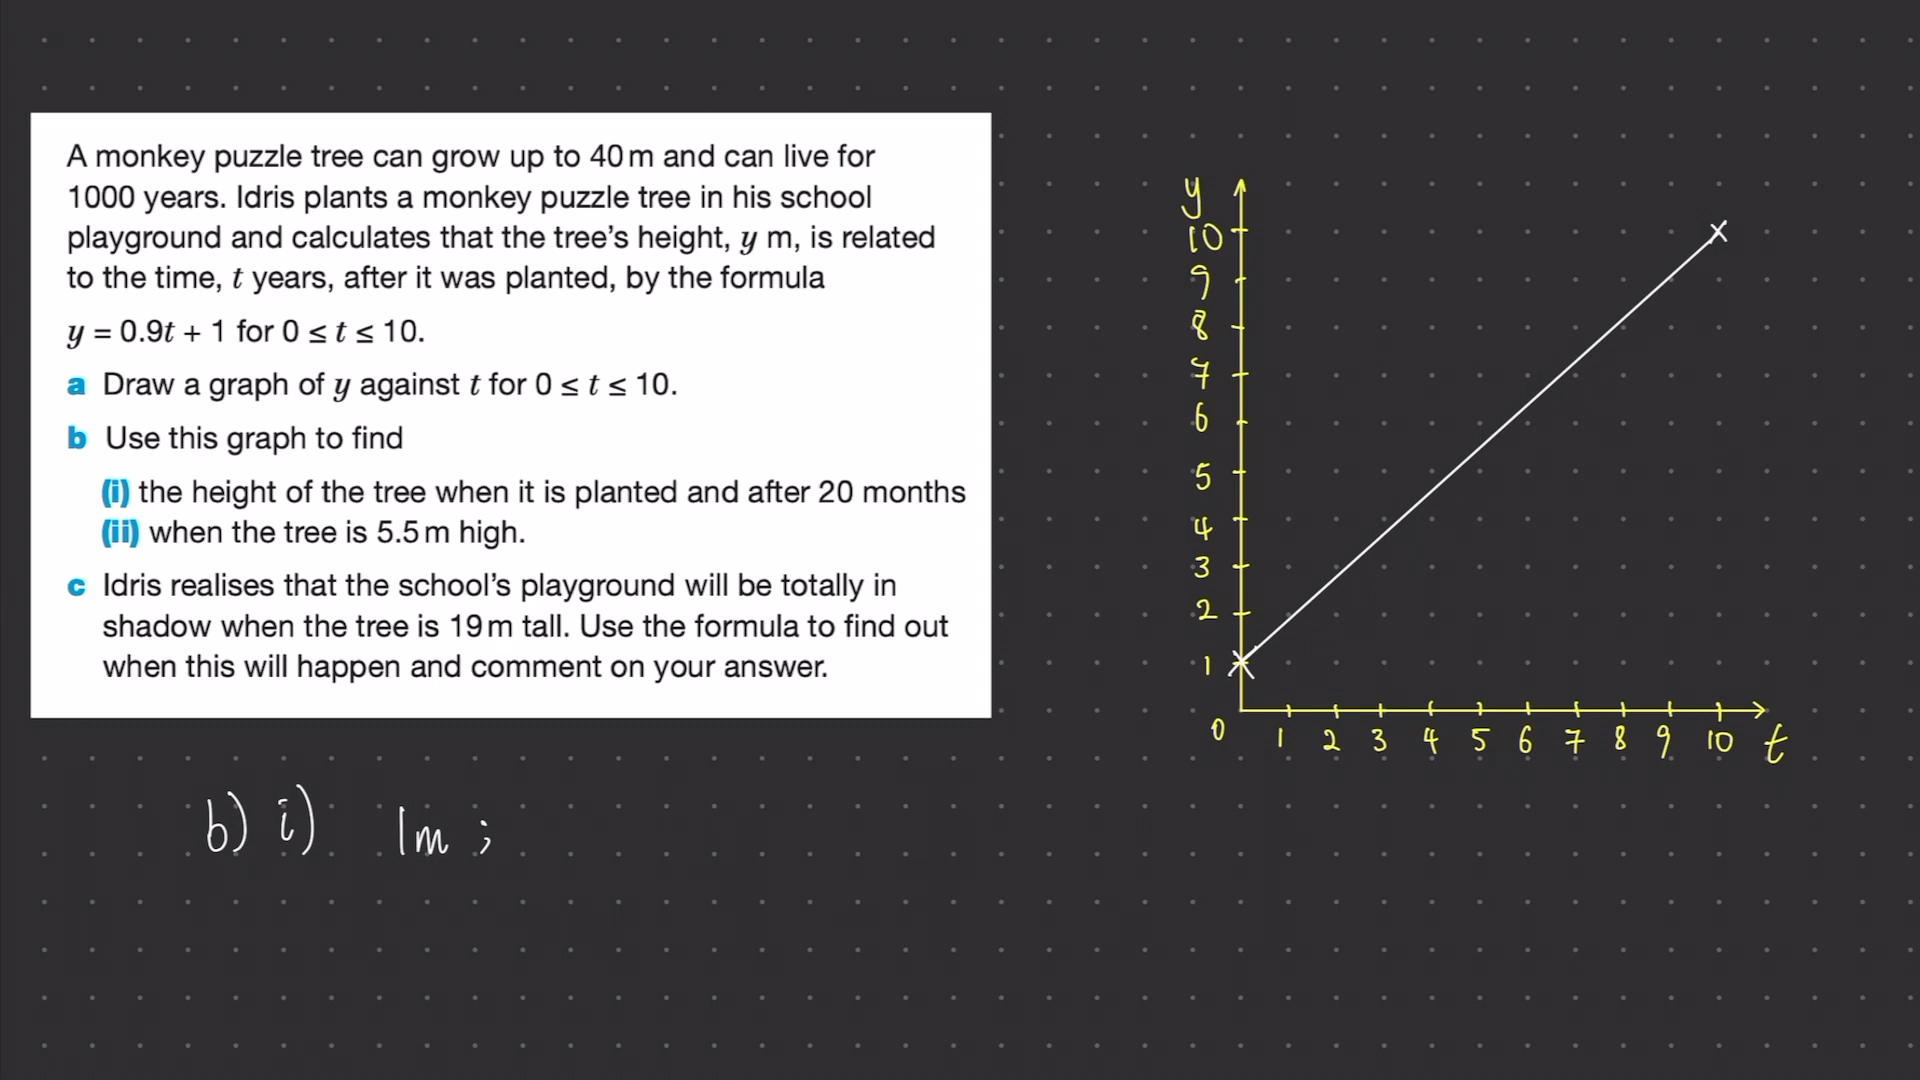 A monkey puzzle tree can grow up to 40 m and can live for
1000 years. Idris plants a monkey puzzle tree in his school
playground and calculates that the tree's height, y m, is related
to the time, t years, after it was planted, by the formula
y = 0.9t + 1 for 0 ≤ t ≤ 10.
a Draw a graph of y against t for 0 ≤ t ≤ 10.
b Use this graph to find
(i) the height of the tree when it is planted and after 20 months
(ii) when the tree is 5.5 m high.
c Idris realises that the school's playground will be totally in
shadow when the tree is 19 m tall. Use the formula to find out
when this will happen and comment on your answer.
y
10
9
8
7
6
5
4
3
2
1
0 1 2 3 4 5 6 7 8 9 10 t
b) i) 1m ;